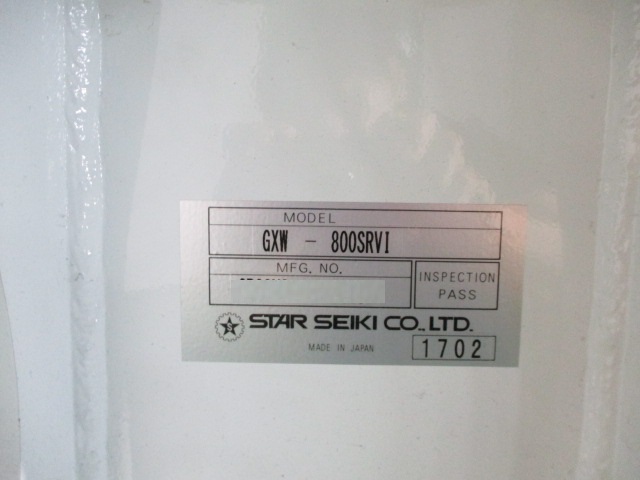 MODEL
GXW - 800SRVI
MFG. NO.
INSPECTION
PASS
STAR SEIKI CO., LTD.
MADE IN JAPAN
1702